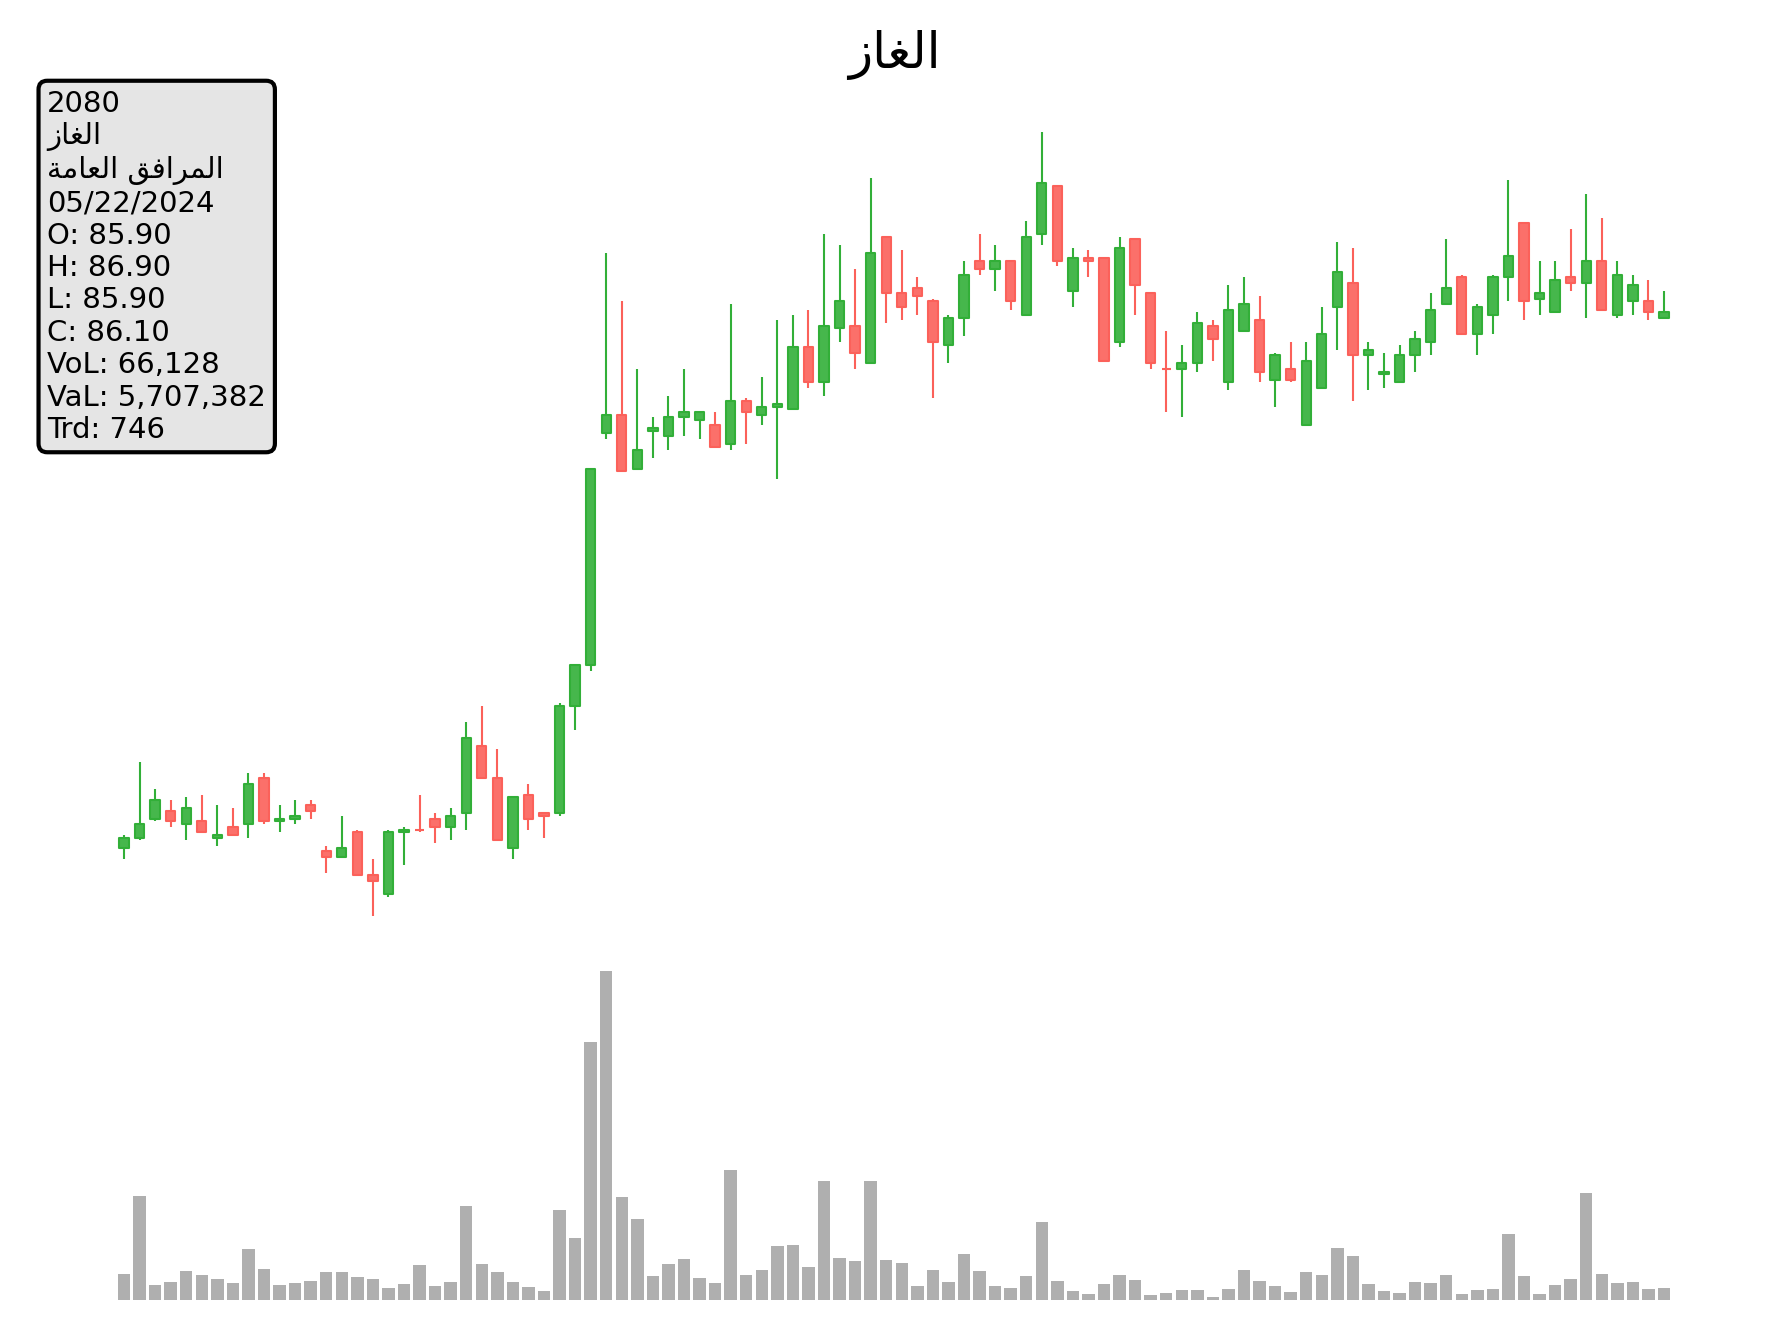 الغاز
2080
الغاز
المرافق العامة
05/22/2024
O: 85.90
H: 86.90
L: 85.90
C: 86.10
VoL: 66,128
VaL: 5,707,382
Trd: 746